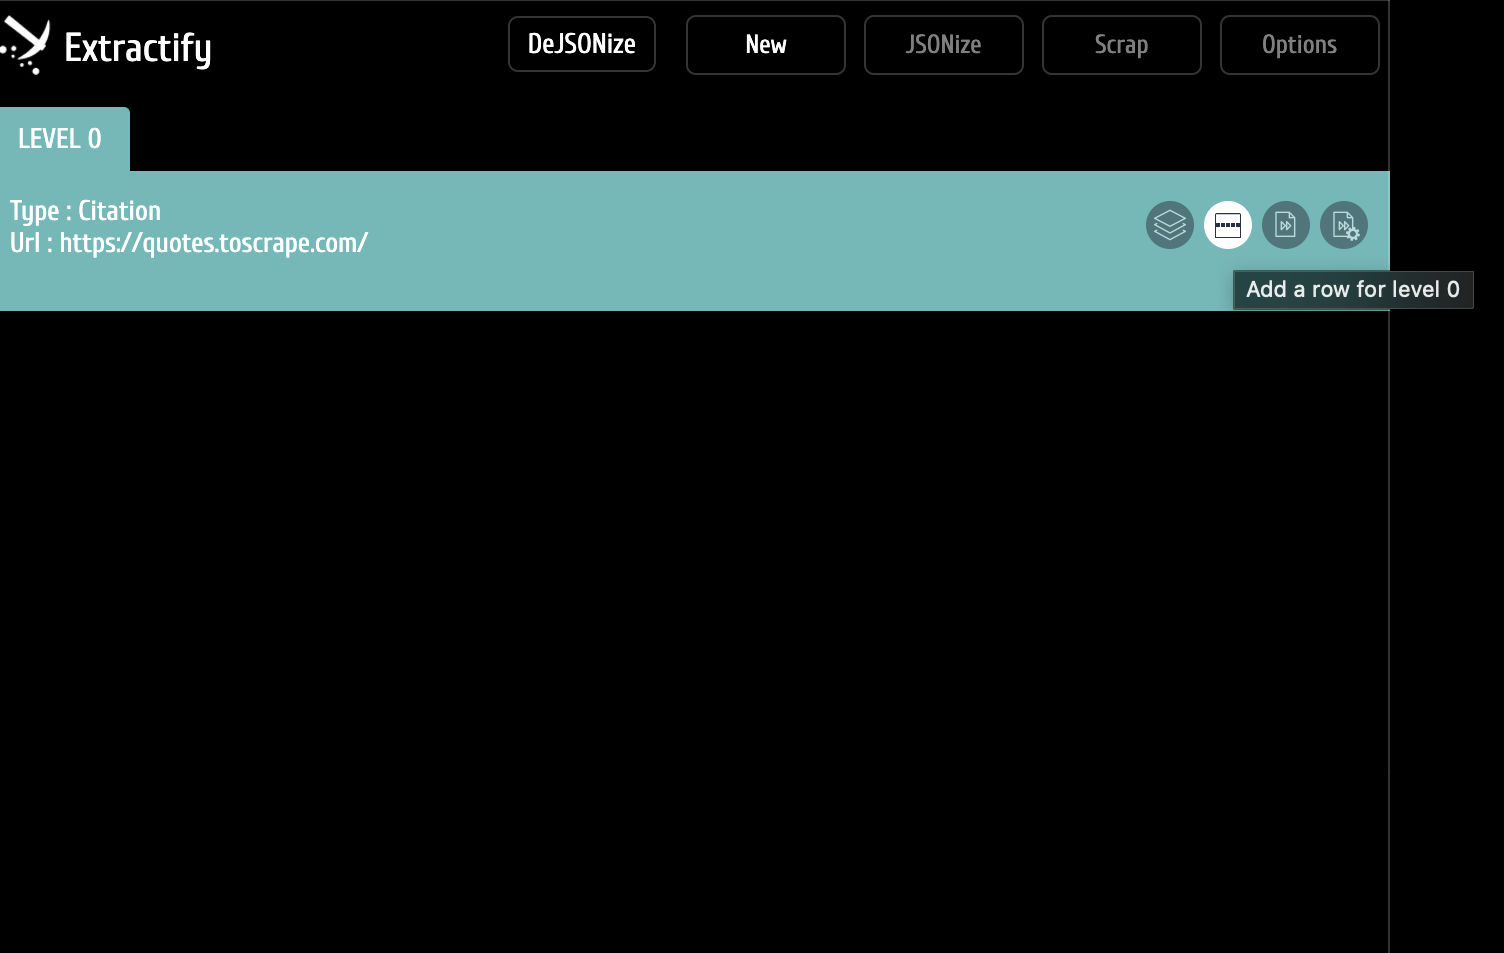 Extractify
DeJSONize
New
JSONize
Scrap
Options
LEVEL 0
Type : Citation
Url : https://quotes.toscrape.com/
Add a row for level 0